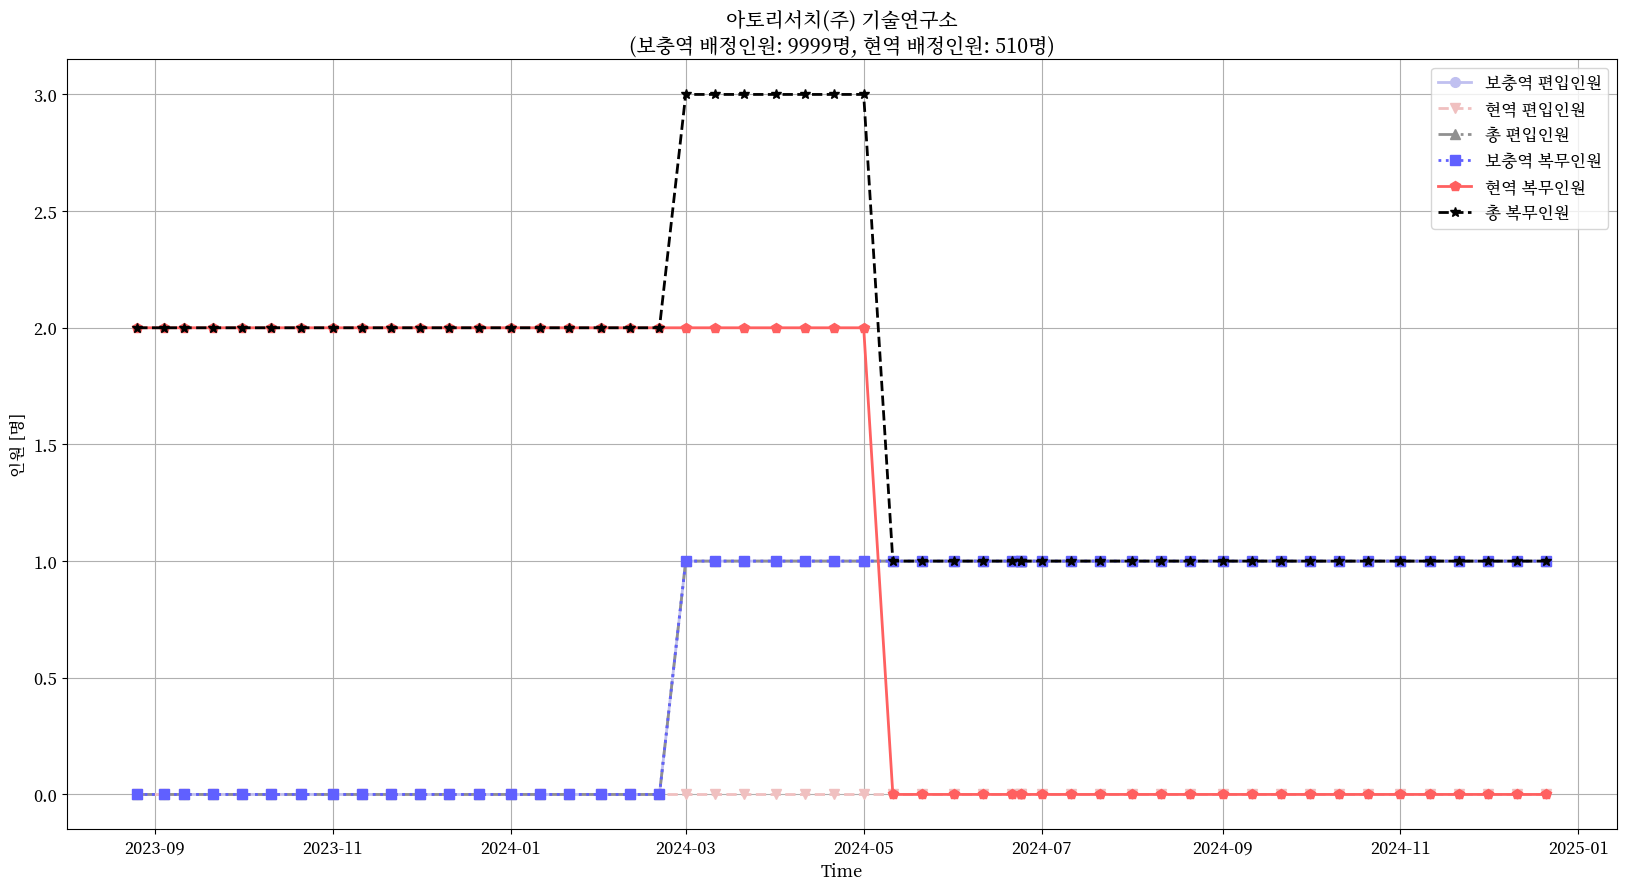 아토리서치(주) 기술연구소
(보충역 배정인원: 9999명, 현역 배정인원: 510명)
보충역 편입인원
현역 편입인원
총 편입인원
보충역 복무인원
현역 복무인원
총 복무인원
인원 [명]
3.0
2.5
2.0
1.5
1.0
0.5
0.0
2023-09 2023-11 2024-01 2024-03 2024-05 2024-07 2024-09 2024-11 2025-01
Time